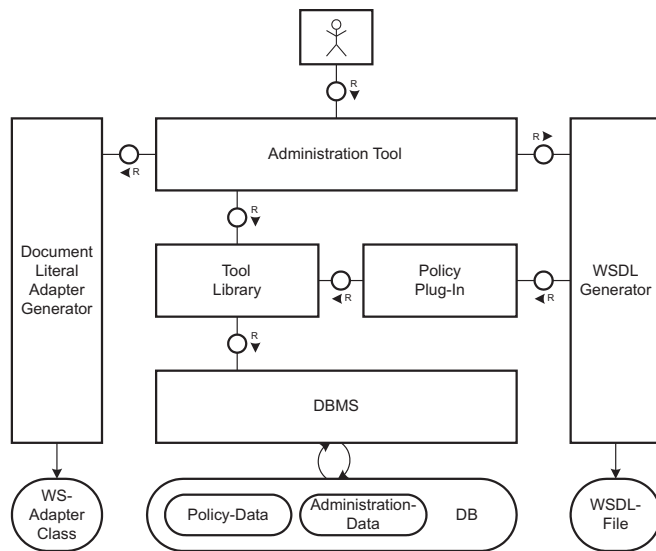 R
Administration Tool
R
R
R
Document
Literal
Adapter
Generator
Tool
Library
R
Policy
Plug-In
R
WSDL
Generator
R
DBMS
WS-
Adapter
Class
Policy-Data
Administration-
Data
DB
WSDL-
File